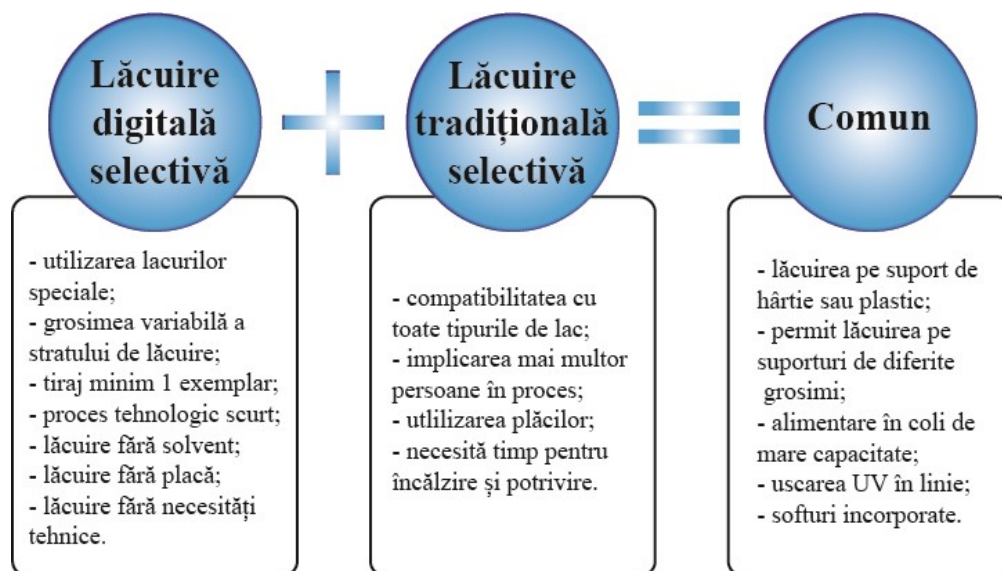 Lăcuire
digitală
selectivă
- utilizarea lacurilor
speciale;
- grosimea variabilă a
stratului de lăcuire;
- tiraj minim 1 exemplar;
- proces tehnologic scurt;
- lăcuire fără solvent;
- lăcuire fără placă;
- lăcuire fără necesități
tehnice.
Lăcuire
tradițională
selectivă
- compatibilitatea cu
toate tipurile de lac;
- implicarea mai multor
persoane în proces;
- utlilizarea plăcilor;
- necesită timp pentru
încălzire și potrivire.
Comun
- lăcuirea pe suport de
hârtie sau plastic;
- permit lăcuirea pe
suporturi de diferite
grosimi;
- alimentare în coli de
mare capacitate;
- uscarea UV în linie;
- softuri incorporate.